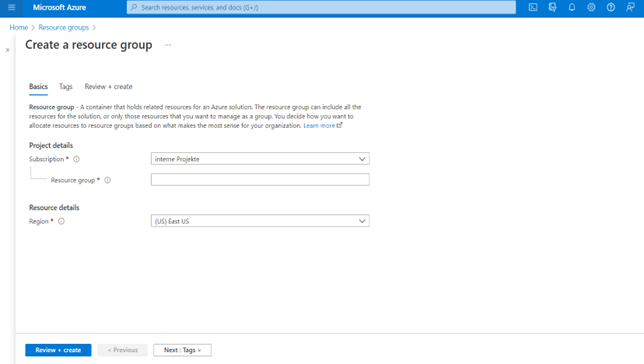 Microsoft Azure
Search resources, services, and docs (G+/)
Home > Resource groups >
Create a resource group ...
Basics Tags Review + create
Resource group - A container that holds related resources for an Azure solution. The resource group can include all the
resources for the solution, or only those resources that you want to manage as a group. You decide how you want to
allocate resources to resource groups based on what makes the most sense for your organization. Learn more
Project details
Subscription *
interne Projekte
Resource group *
Resource details
Region *
(US) East US
Review + create
< Previous
Next : Tags >